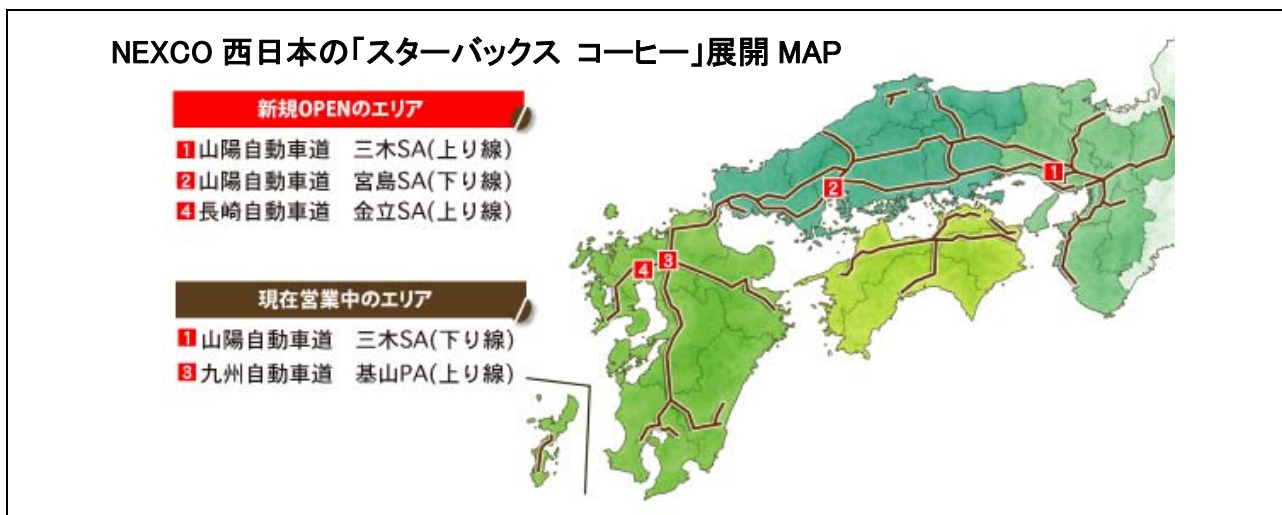 NEXCO 西日本の「スターバックス コーヒー」展開 MAP
新規OPENのエリア
1 山陽自動車道 三木SA(上り線)
2 山陽自動車道 宮島SA(下り線)
4 長崎自動車道 金立SA(上り線)
現在営業中のエリア
1 山陽自動車道 三木SA(下り線)
3 九州自動車道 基山PA(上り線)
1
2
3
4